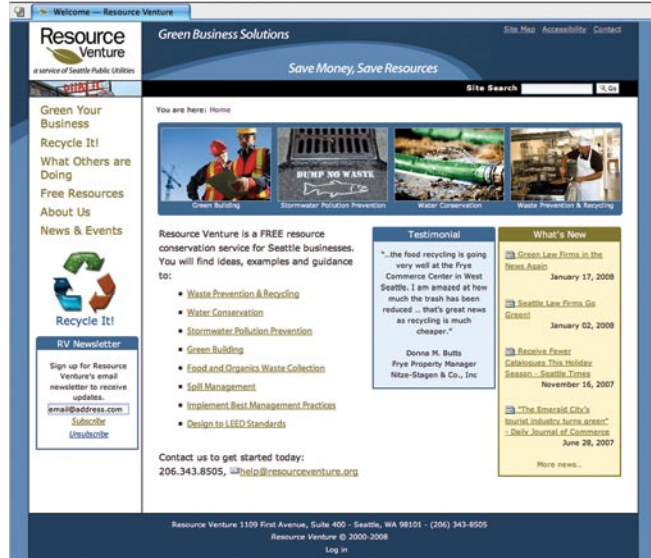 Welcome — Resource Venture
Resource
Venture
a service of Seattle Public Utilities
Green Business Solutions
Save Money, Save Resources
Site Map Accessibility Contact
Site Search
Go
Green Your
Business
Recycle It!
What Others are
Doing
Free Resources
About Us
News & Events
Recycle It!
RV Newsletter
Sign up for Resource
Venture's email
newsletter to receive
updates.
email@address.com
Subscribe
Unsubscribe
You are here: Home
DUMP NO WASTE
Green Building
Stormwater Pollution Prevention
Water Conservation
Waste Prevention & Recycling
Resource Venture is a FREE resource
conservation service for Seattle businesses.
You will find ideas, examples and guidance
to:
Waste Prevention & Recycling
Water Conservation
Stormwater Pollution Prevention
Green Building
Food and Organics Waste Collection
Spill Management
Implement Best Management Practices
Design to LEED Standards
Contact us to get started today:
206.343.8505, help@resourceventure.org
Testimonial
"...the food recycling is going
very well at the Frye
Commerce Center in West
Seattle. I am amazed at how
much the trash has been
reduced ... that's great news
as recycling is much
cheaper."
Donna M. Butts
Frye Property Manager
Nitze-Stagen & Co., Inc
What's New
Green Law Firms in the
News Again
January 17, 2008
Seattle Law Firms Go
Green!
January 02, 2008
Receive Fewer
Catalogues This Holiday
Season - Seattle Times
November 16, 2007
"The Emerald City's
tourist industry turns green"
- Daily Journal of Commerce
June 28, 2007
More news...
Resource Venture 1109 First Avenue, Suite 400 - Seattle, WA 98101 - (206) 343-8505
Resource Venture © 2000-2008
Log in